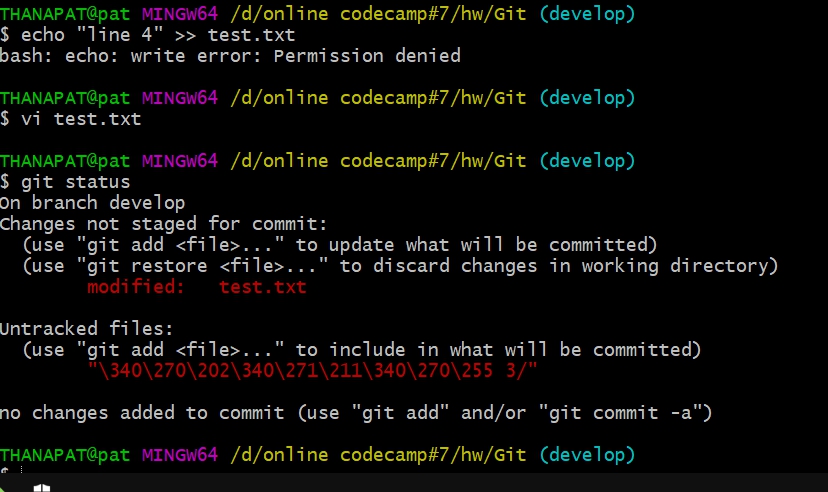 THANAPAT@pat MINGW64 /d/online codecamp#7/hw/Git (develop)
$ echo "line 4" >> test.txt
bash: echo: write error: Permission denied
THANAPAT@pat MINGW64 /d/online codecamp#7/hw/Git (develop)
$ vi test.txt
THANAPAT@pat MINGW64 /d/online codecamp#7/hw/Git (develop)
$ git status
On branch develop
Changes not staged for commit:
(use "git add <file>..." to update what will be committed)
(use "git restore <file>..." to discard changes in working directory)
modified: test.txt
Untracked files:
(use "git add <file>..." to include in what will be committed)
"\340\270\202\340\271\211\340\270\255 3/"
no changes added to commit (use "git add" and/or "git commit -a")
THANAPAT@pat MINGW64 /d/online codecamp#7/hw/Git (develop)
$